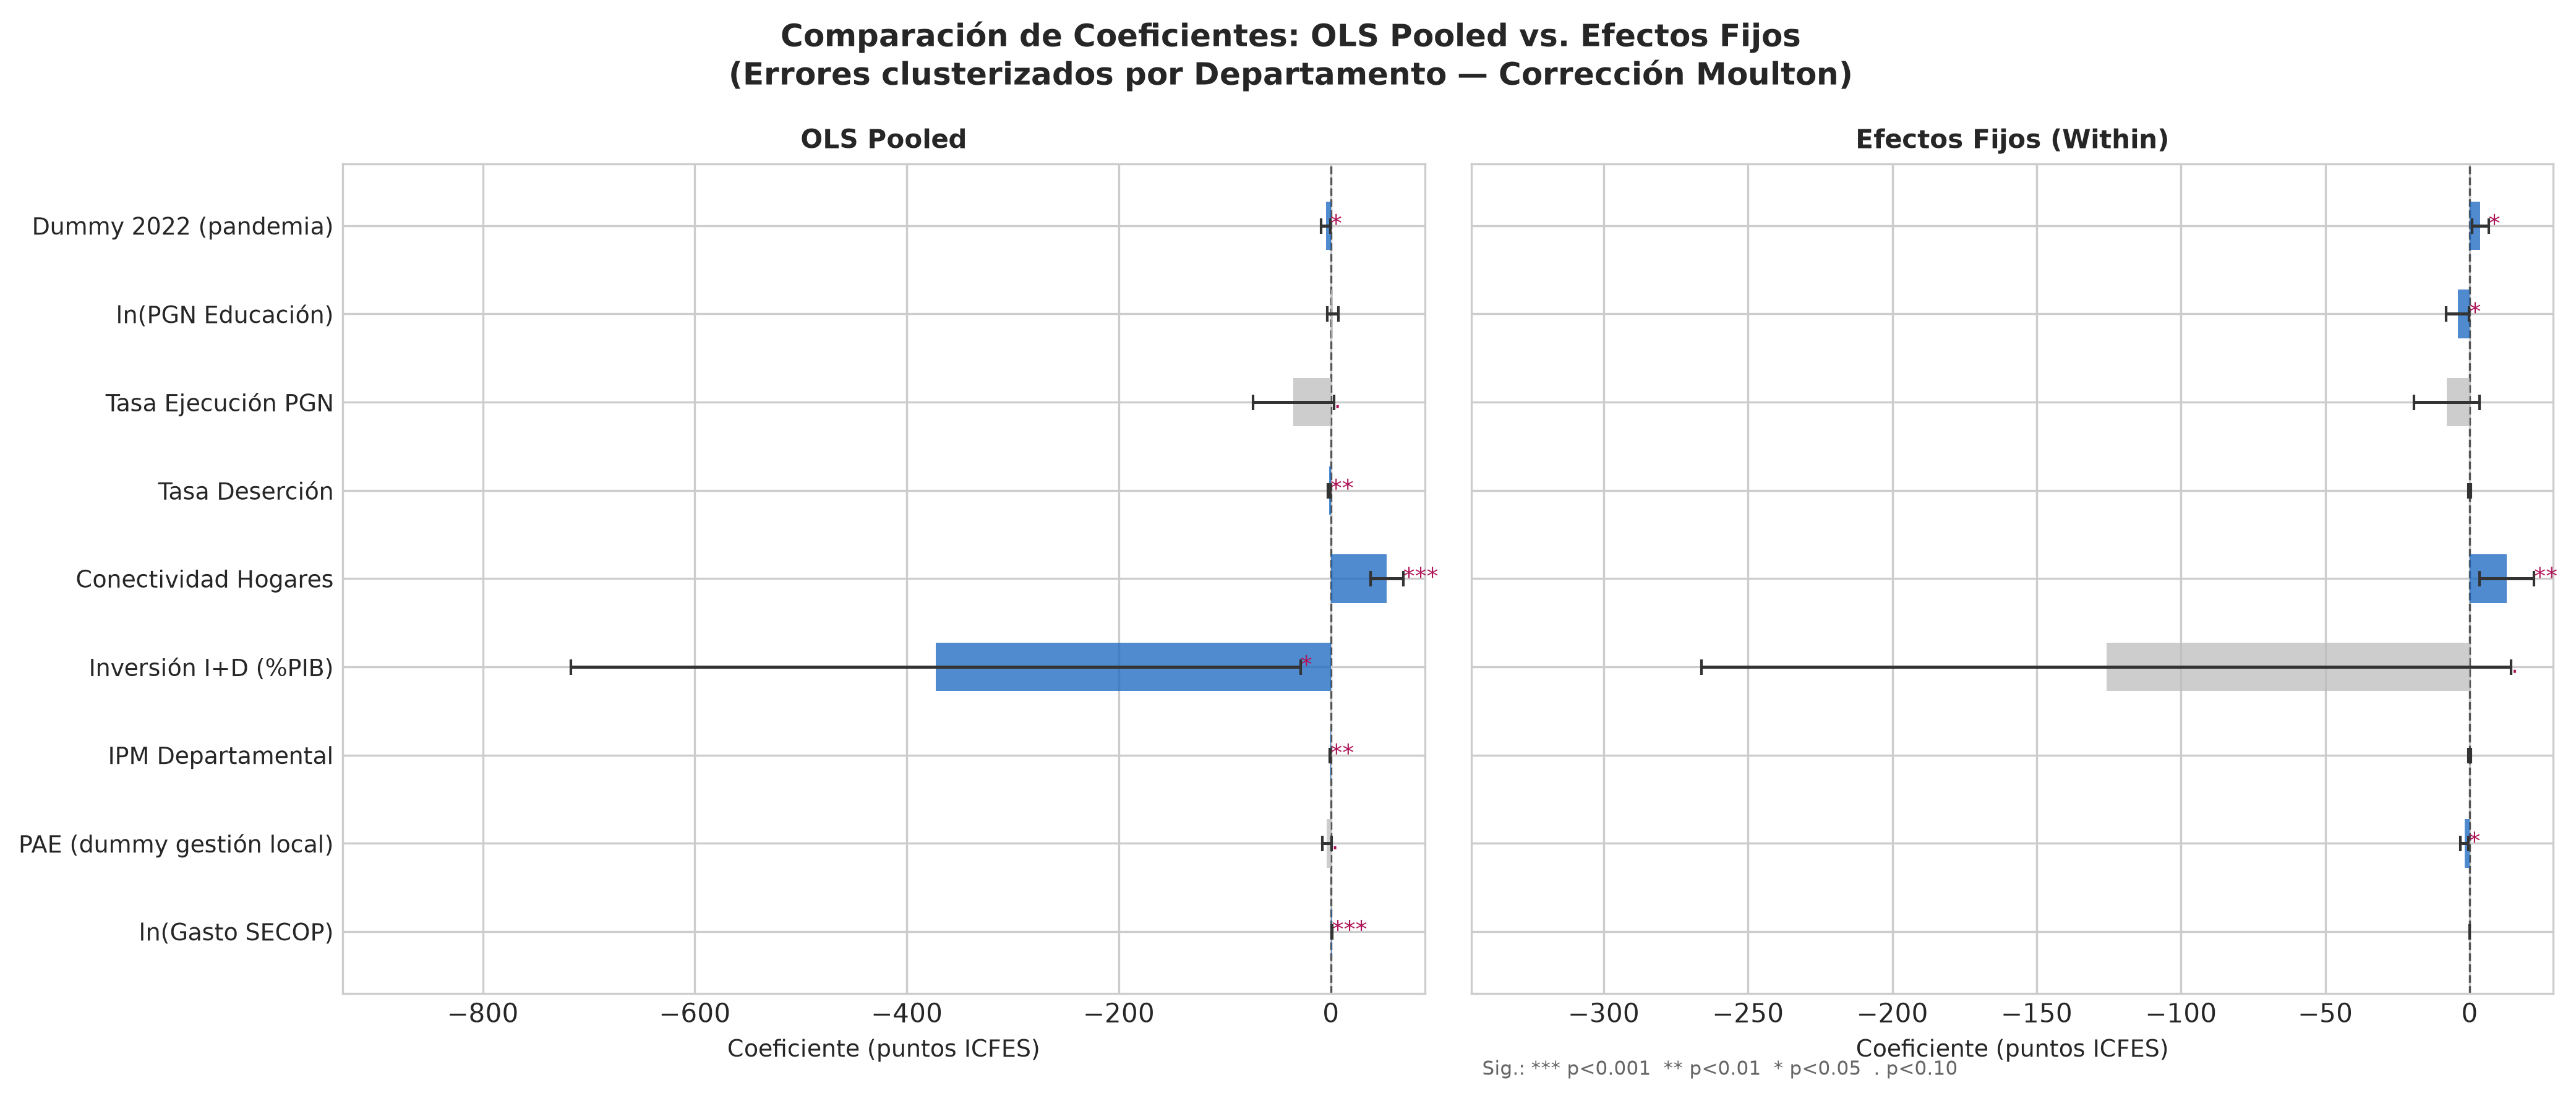 Comparación de Coeficientes: OLS Pooled vs. Efectos Fijos
(Errores clusterizados por Departamento — Corrección Moulton)
OLS Pooled
Efectos Fijos (Within)
Dummy 2022 (pandemia)
*
*
ln(PGN Educación)
*
Tasa Ejecución PGN
.
Tasa Deserción
**
Conectividad Hogares
***
**
Inversión I+D (%PIB)
*
.
IPM Departamental
**
PAE (dummy gestión local)
.
*
ln(Gasto SECOP)
***
−800
−600
−400
−200
0
−300
−250
−200
−150
−100
−50
0
Coeficiente (puntos ICFES)
Coeficiente (puntos ICFES)
Sig.: *** p<0.001  ** p<0.01  * p<0.05  . p<0.10